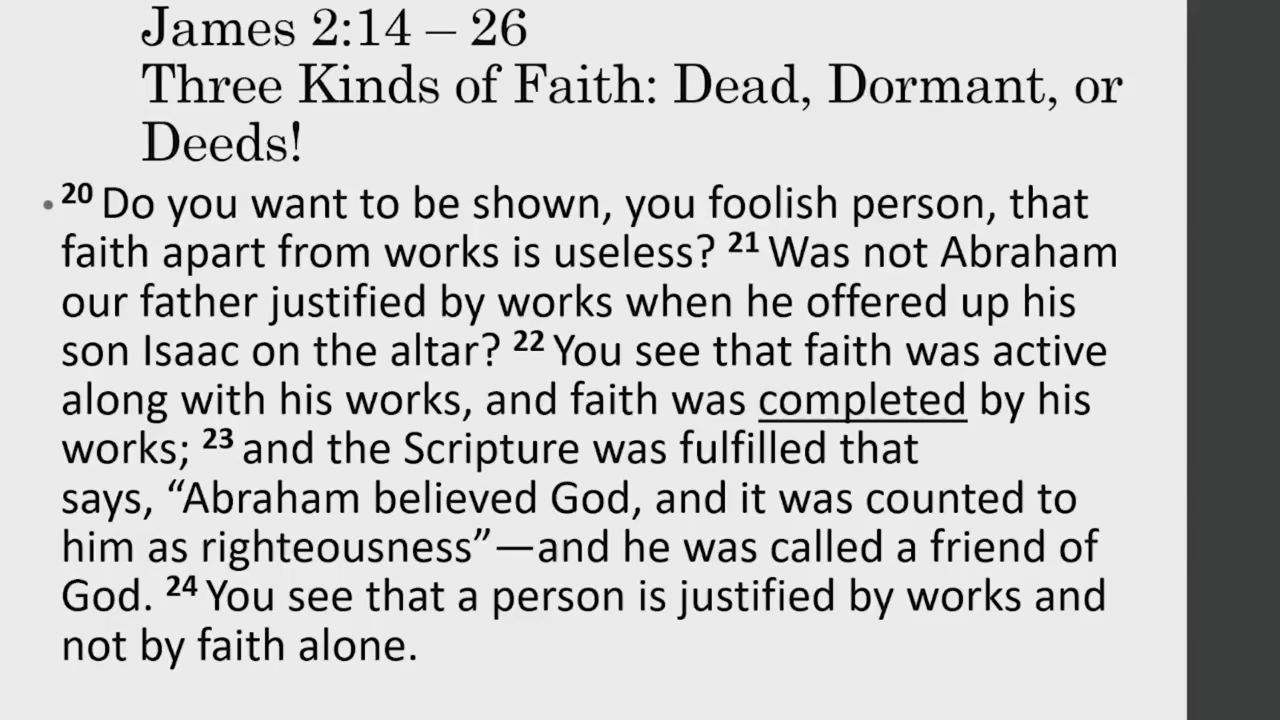 James 2:14 – 26
Three Kinds of Faith: Dead, Dormant, or
Deeds!
• 20 Do you want to be shown, you foolish person, that
faith apart from works is useless? 21 Was not Abraham
our father justified by works when he offered up his
son Isaac on the altar? 22 You see that faith was active
along with his works, and faith was completed by his
works; 23 and the Scripture was fulfilled that
says, “Abraham believed God, and it was counted to
him as righteousness”—and he was called a friend of
God. 24 You see that a person is justified by works and
not by faith alone.